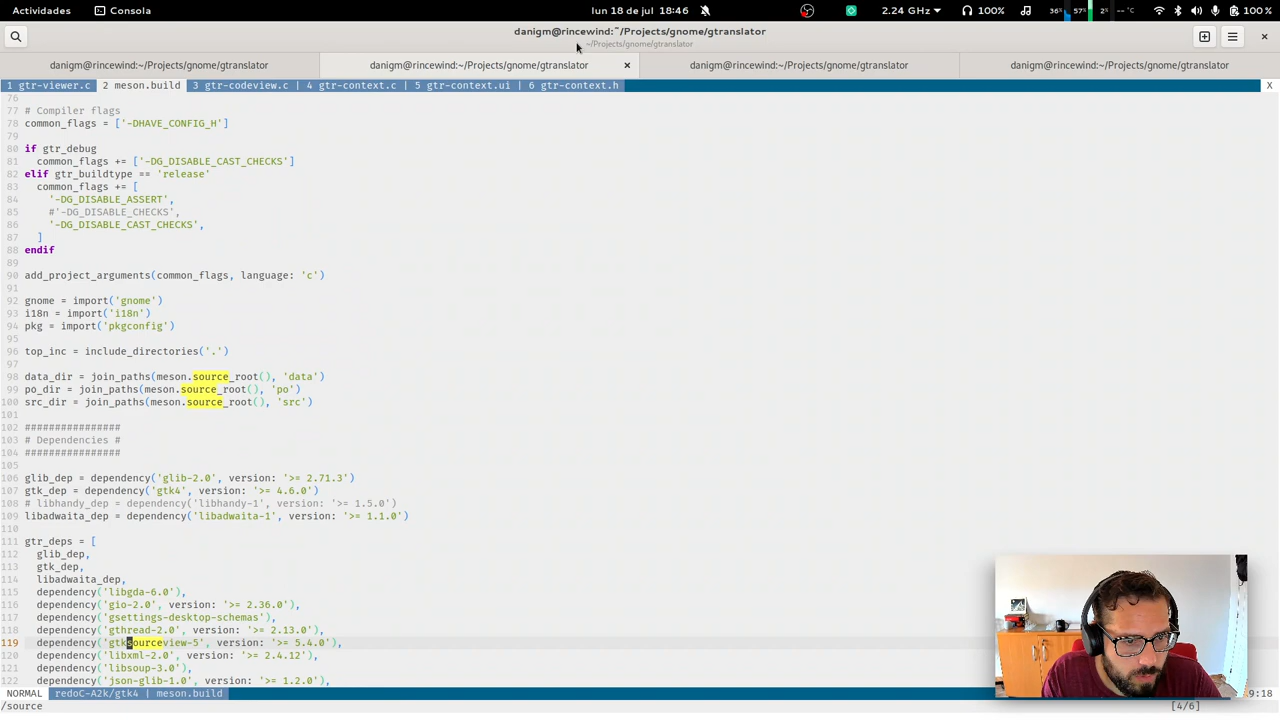 Actividades Consola lun 18 de jul 18:46 2.24 GHz 100% 36% 57% 2% --°C 100 %
danigm@rincewind:~/Projects/gnome/gtranslator
~/Projects/gnome/gtranslator
danigm@rincewind:~/Projects/gnome/gtranslator danigm@rincewind:~/Projects/gnome/gtranslator danigm@rincewind:~/Projects/gnome/gtranslator danigm@rincewind:~/Projects/gnome/gtranslator
1 gtr-viewer.c 2 meson.build 3 gtr-codeview.c | 4 gtr-context.c | 5 gtr-context.ui | 6 gtr-context.h X
76
77 # Compiler flags
78 common_flags = ['-DHAVE_CONFIG_H']
79
80 if gtr_debug
81 common_flags += ['-DG_DISABLE_CAST_CHECKS']
82 elif gtr_buildtype == 'release'
83 common_flags += [
84 '-DG_DISABLE_ASSERT',
85 #'-DG_DISABLE_CHECKS',
86 '-DG_DISABLE_CAST_CHECKS',
87 ]
88 endif
89
90 add_project_arguments(common_flags, language: 'c')
91
92 gnome = import('gnome')
93 i18n = import('i18n')
94 pkg = import('pkgconfig')
95
96 top_inc = include_directories('.')
97
98 data_dir = join_paths(meson.source_root(), 'data')
99 po_dir = join_paths(meson.source_root(), 'po')
100 src_dir = join_paths(meson.source_root(), 'src')
101
102 ################
103 # Dependencies #
104 ################
105
106 glib_dep = dependency('glib-2.0', version: '>= 2.71.3')
107 gtk_dep = dependency('gtk4', version: '>= 4.6.0')
108 # libhandy_dep = dependency('libhandy-1', version: '>= 1.5.0')
109 libadwaita_dep = dependency('libadwaita-1', version: '>= 1.1.0')
110
111 gtr_deps = [
112 glib_dep,
113 gtk_dep,
114 libadwaita_dep,
115 dependency('libgda-6.0'),
116 dependency('gio-2.0', version: '>= 2.36.0'),
117 dependency('gsettings-desktop-schemas'),
118 dependency('gthread-2.0', version: '>= 2.13.0'),
119 dependency('gtksourceview-5', version: '>= 5.4.0'),
120 dependency('libxml-2.0', version: '>= 2.4.12'),
121 dependency('libsoup-3.0'),
122 dependency('json-glib-1.0', version: '>= 1.2.0'),
NORMAL redoC-A2k/gtk4 | meson.build 9:18
/source [4/6]